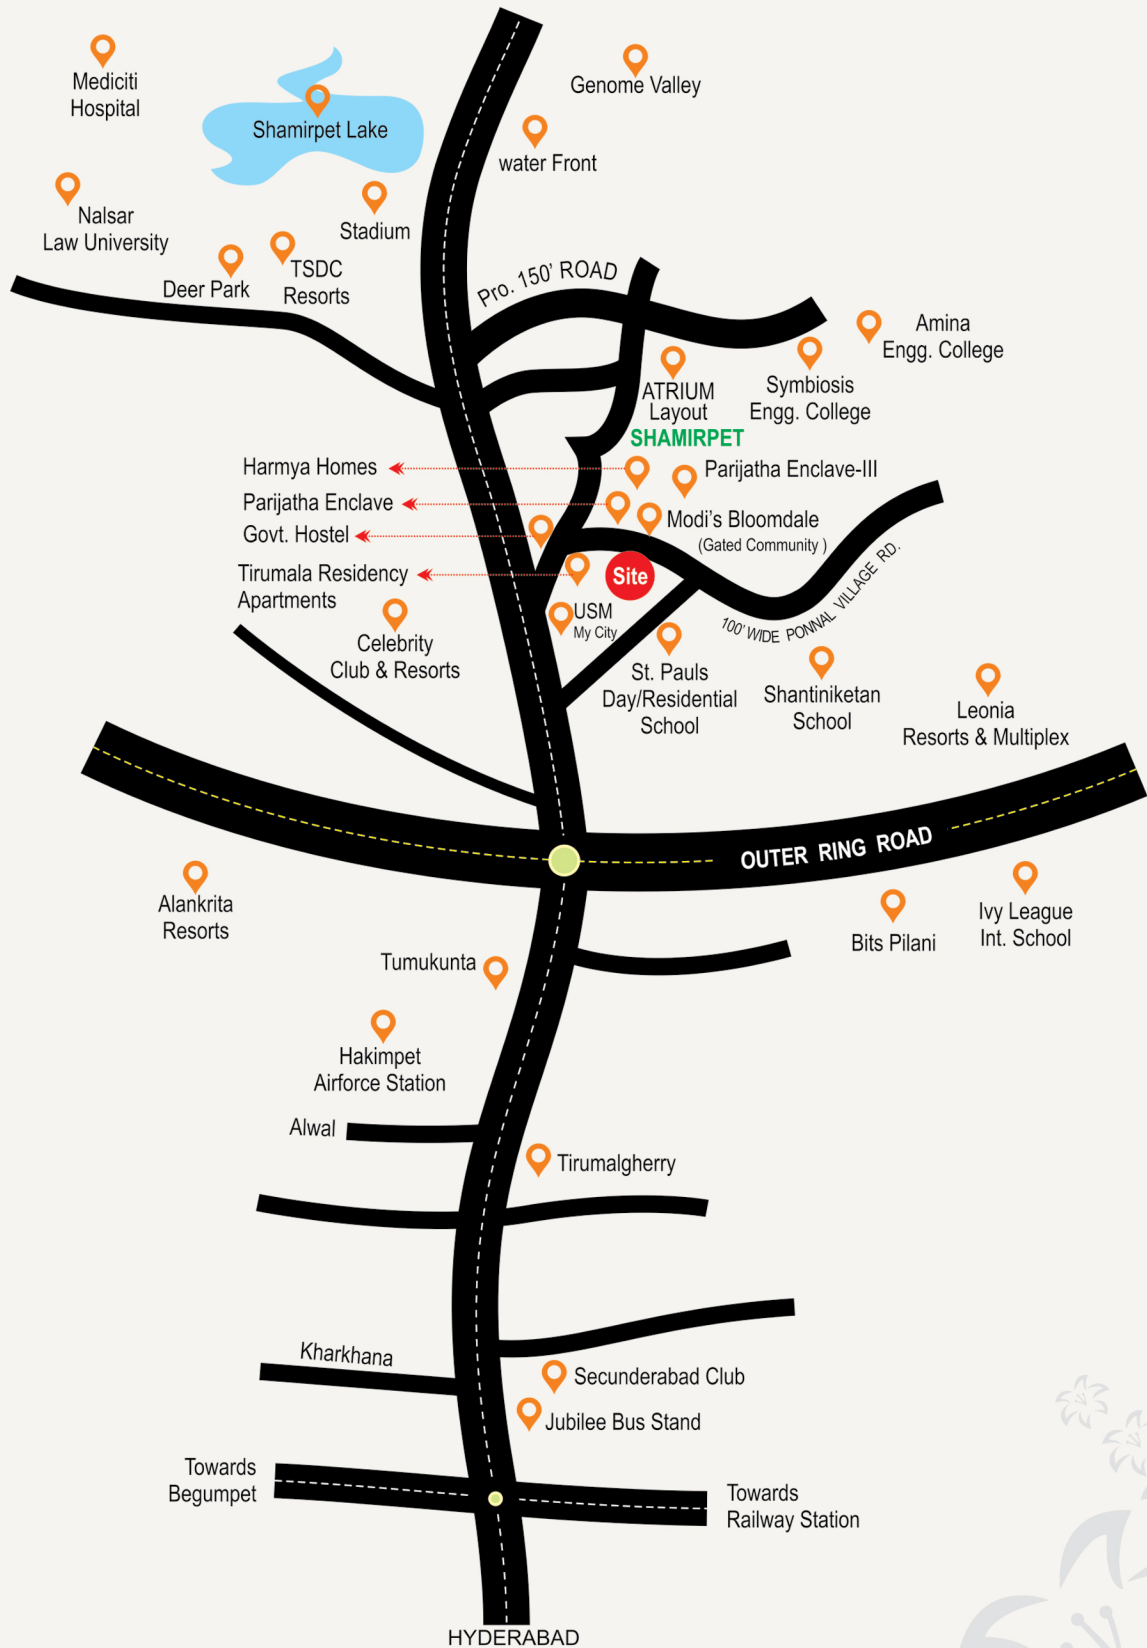 Mediciti
Hospital
Genome Valley
Shamirpet Lake
water Front
Nalsar
Law University
Stadium
Deer Park
TSDC
Resorts
Pro. 150' ROAD
Amina
Engg. College
ATRIUM
Layout
Symbiosis
Engg. College
SHAMIRPET
Harmya Homes
Parijatha Enclave-III
Parijatha Enclave
Modi's Bloomdale
(Gated Community )
Govt. Hostel
Tirumala Residency
Apartments
Site
100' WIDE PONNAL VILLAGE RD.
USM
My City
Celebrity
Club & Resorts
St. Pauls
Day/Residential
School
Shantiniketan
School
Leonia
Resorts & Multiplex
OUTER RING ROAD
Alankrita
Resorts
Bits Pilani
Ivy League
Int. School
Tumukunta
Hakimpet
Airforce Station
Alwal
Tirumalgherry
Kharkhana
Secunderabad Club
Jubilee Bus Stand
Towards
Begumpet
Towards
Railway Station
HYDERABAD